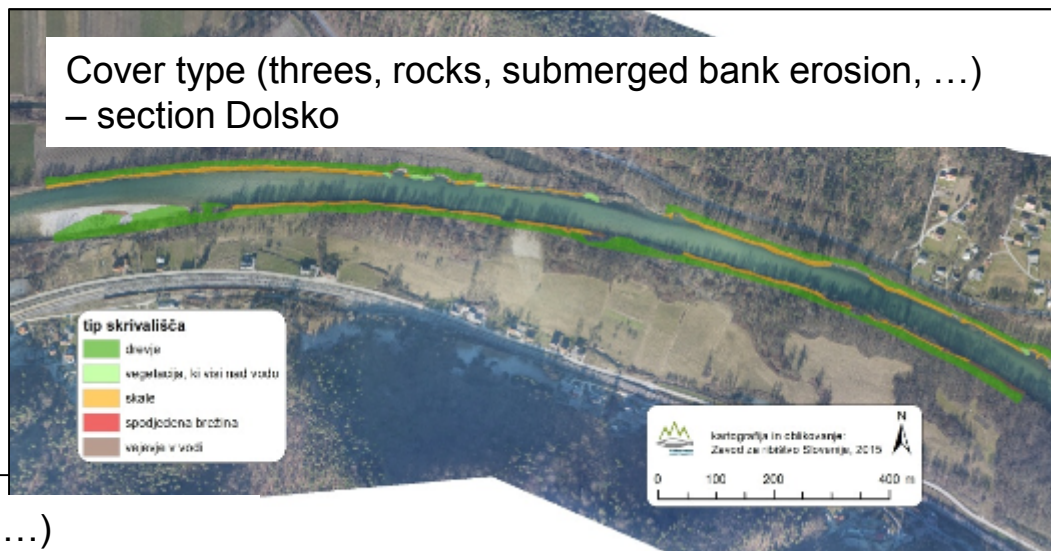 Cover type (threes, rocks, submerged bank erosion, …)
– section Dolsko
tip skrivališča
drevje
vegetacija, ki visi nad vodo
skale
spodjedena brežina
vejevje v vodi
kartografija in oblikovanje:
Zavod za ribištvo Slovenije, 2015
N
0 100 200 400 m
…)